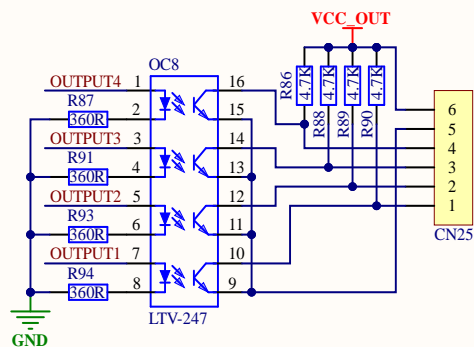 VCC_OUT
OC8
OUTPUT4 1 16 R86 4.7K R88 4.7K R89 4.7K R90 4.7K
R87
360R 2 15 6
OUTPUT3 3 14 5
R91 4
360R 4 13 3
OUTPUT2 5 12 2
R93 1
360R 6 11 CN25
OUTPUT1 7 10
R94
360R 8 9
LTV-247
GND